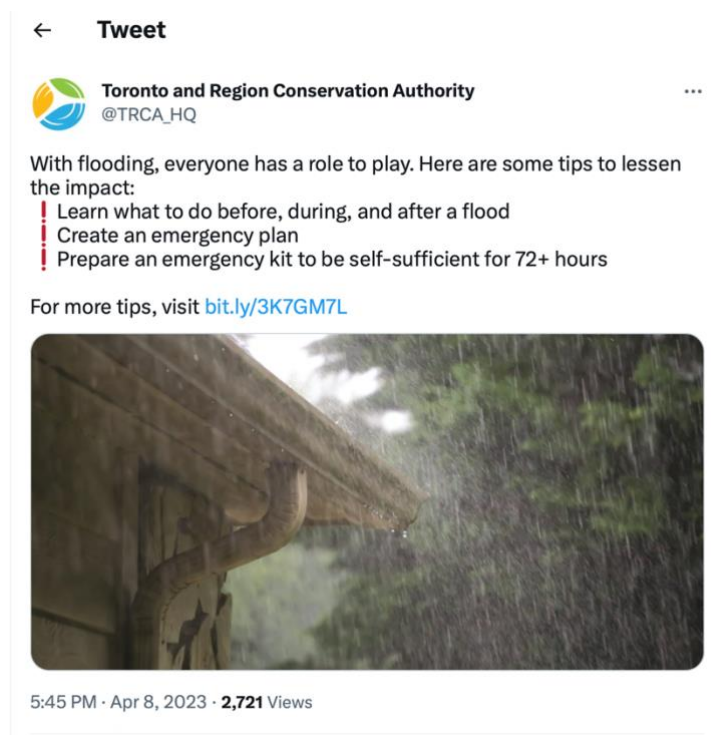 ← Tweet
Toronto and Region Conservation Authority
@TRCA_HQ
...
With flooding, everyone has a role to play. Here are some tips to lessen
the impact:
❗ Learn what to do before, during, and after a flood
❗ Create an emergency plan
❗ Prepare an emergency kit to be self-sufficient for 72+ hours
For more tips, visit bit.ly/3K7GM7L
5:45 PM · Apr 8, 2023 · 2,721 Views